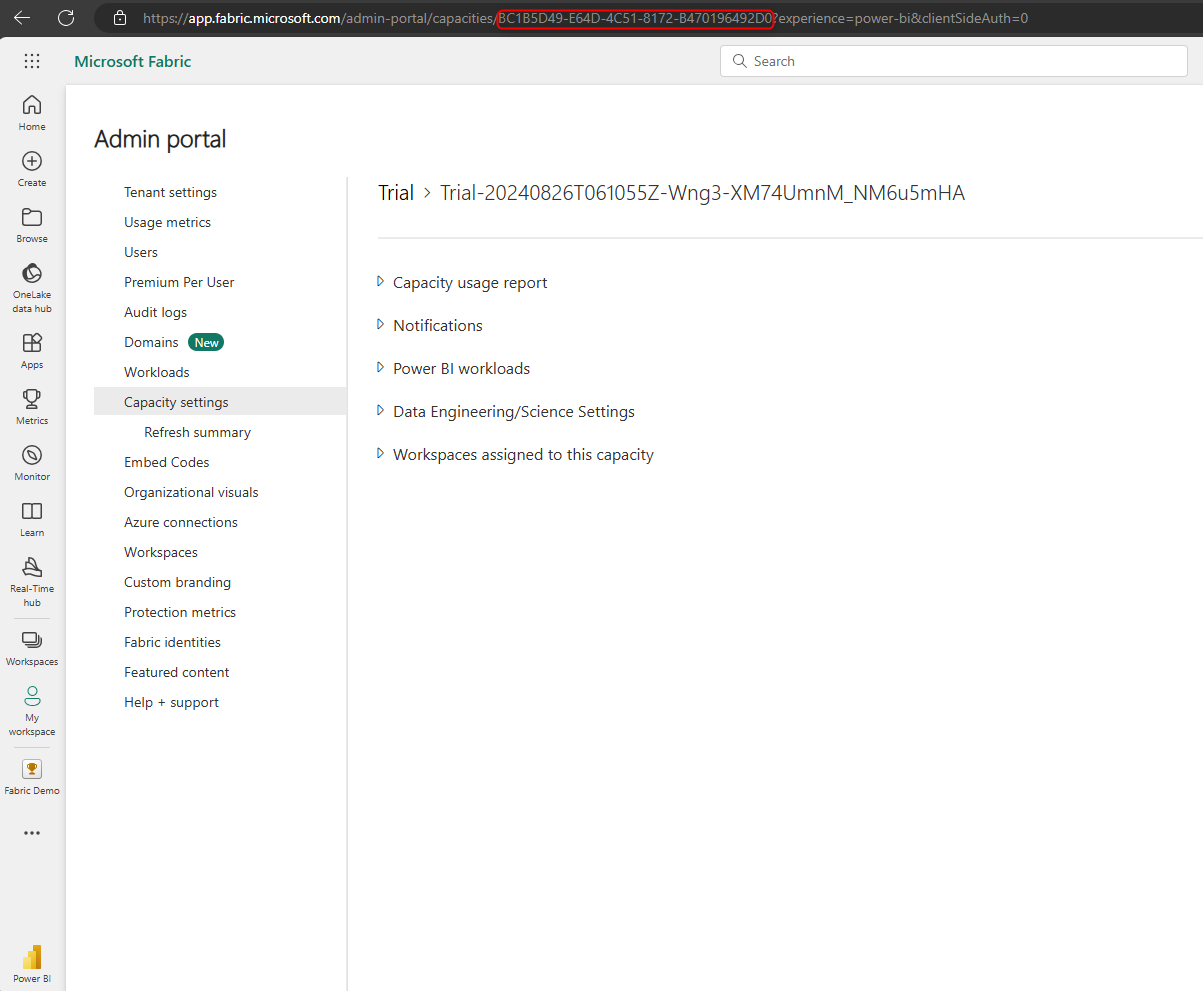 https://app.fabric.microsoft.com/admin-portal/capacities/BC1B5D49-E64D-4C51-8172-B470196492D0?experience=power-bi&clientSideAuth=0
Microsoft Fabric
Search
Home
Create
Browse
OneLake
data hub
Apps
Metrics
Monitor
Learn
Real-Time
hub
Workspaces
My
workspace
Fabric Demo
Power BI
Admin portal
Tenant settings
Usage metrics
Users
Premium Per User
Audit logs
Domains New
Workloads
Capacity settings
Refresh summary
Embed Codes
Organizational visuals
Azure connections
Workspaces
Custom branding
Protection metrics
Fabric identities
Featured content
Help + support
Trial > Trial-20240826T061055Z-Wng3-XM74UmnM_NM6u5mHA
Capacity usage report
Notifications
Power BI workloads
Data Engineering/Science Settings
Workspaces assigned to this capacity